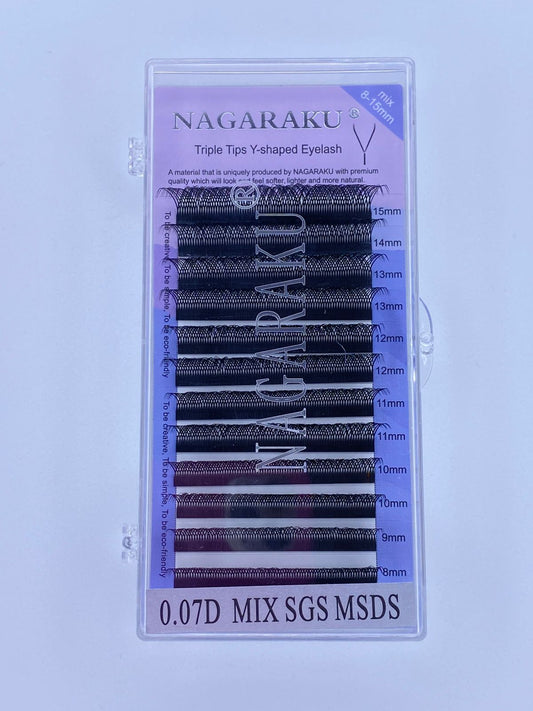 mix
8-15mm
NAGARAKU®
Triple Tips Y-shaped Eyelash
A material that is uniquely produced by NAGARAKU with premium
quality which will look and feel softer, lighter and more natural.
NAGARAKU®
15mm
14mm
13mm
13mm
12mm
12mm
11mm
11mm
10mm
10mm
9mm
8mm
To be creative, To be simple, To be eco-friendly
To be creative, To be simple, To be eco-friendly
0.07D MIX SGS MSDS